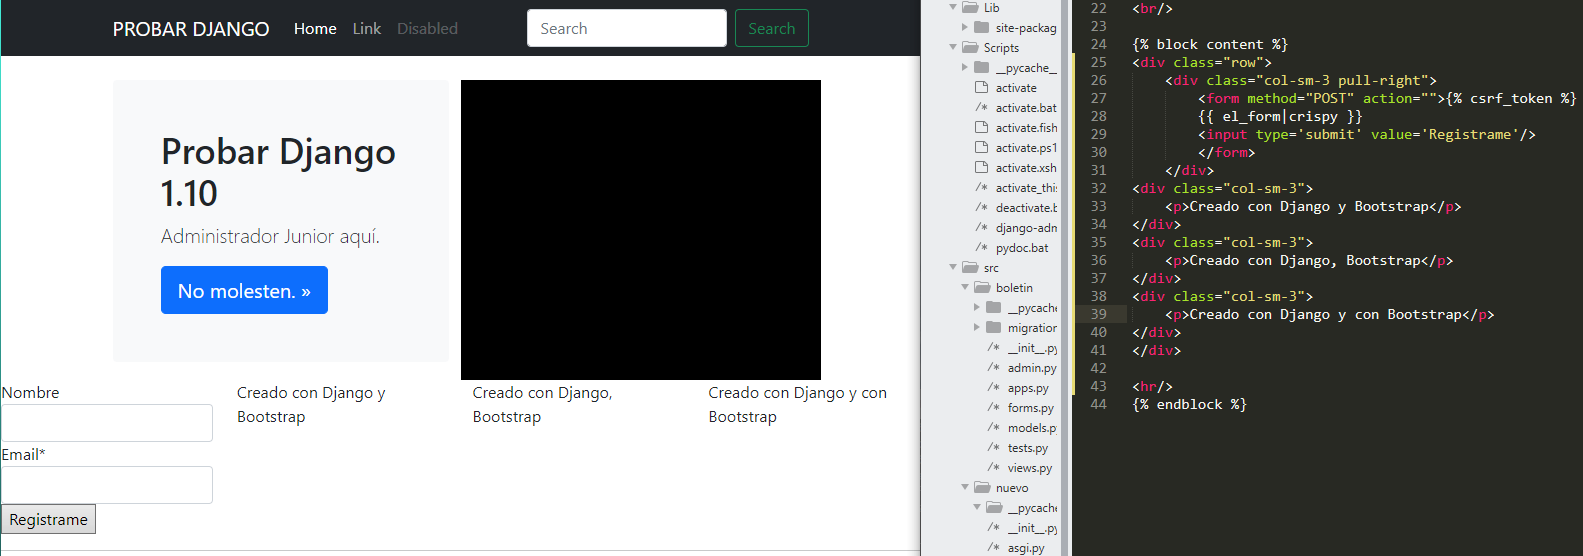 PROBAR DJANGO Home Link Disabled Search Search
Probar Django
1.10
Administrador Junior aquí.
No molesten. »
Nombre
Email*
Registrame
Creado con Django y
Bootstrap
Creado con Django,
Bootstrap
Creado con Django y con
Bootstrap
Lib
site-packag
Scripts
__pycache__
activate
/* activate.bat
/* activate.fish
activate.ps1
activate.xsh
/* activate_this
/* deactivate.b
/* django-adm
/* pydoc.bat
src
boletin
__pycache
migration
/* __init__.py
/* admin.py
/* apps.py
/* forms.py
/* models.py
/* tests.py
/* views.py
nuevo
__pycache
/* __init__.py
/* asgi.py
22 <br/>
23
24 {% block content %}
25 <div class="row">
26 <div class="col-sm-3 pull-right">
27 <form method="POST" action="">{% csrf_token %}
28 {{ el_form|crispy }}
29 <input type='submit' value='Registrame'/>
30 </form>
31 </div>
32 <div class="col-sm-3">
33 <p>Creado con Django y Bootstrap</p>
34 </div>
35 <div class="col-sm-3">
36 <p>Creado con Django, Bootstrap</p>
37 </div>
38 <div class="col-sm-3">
39 <p>Creado con Django y con Bootstrap</p>
40 </div>
41 </div>
42
43 <hr/>
44 {% endblock %}